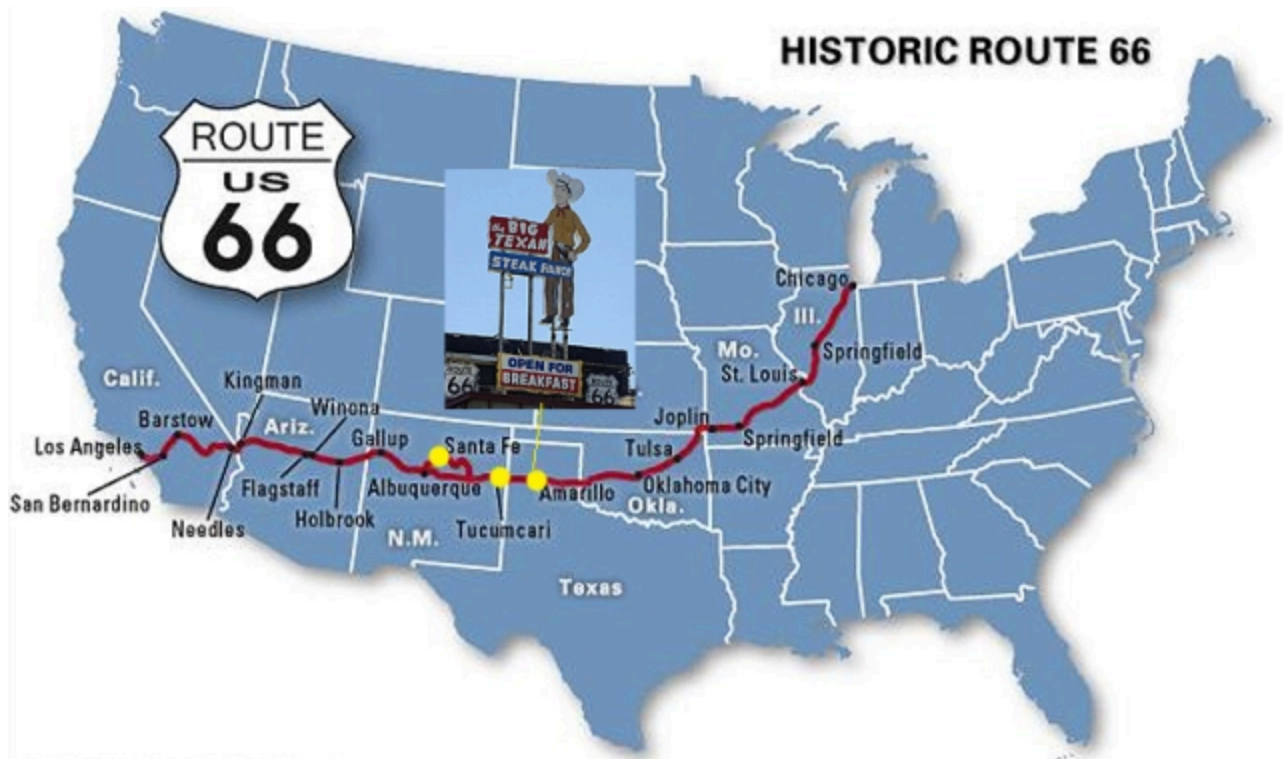 HISTORIC ROUTE 66
ROUTE
US
66
the BIG
TEXAN
STEAK RANCH
OPEN FOR
BREAKFAST
66
66
Chicago
Ill.
Springfield
Mo.
St. Louis
Calif.
Kingman
Winona
Barstow
Ariz.
Gallup
Santa Fe
Joplin
Springfield
Tulsa
Los Angeles
Flagstaff
Albuquerque
Amarillo
Oklahoma City
San Bernardino
Holbrook
Okla.
Needles
N.M.
Tucumcari
Texas